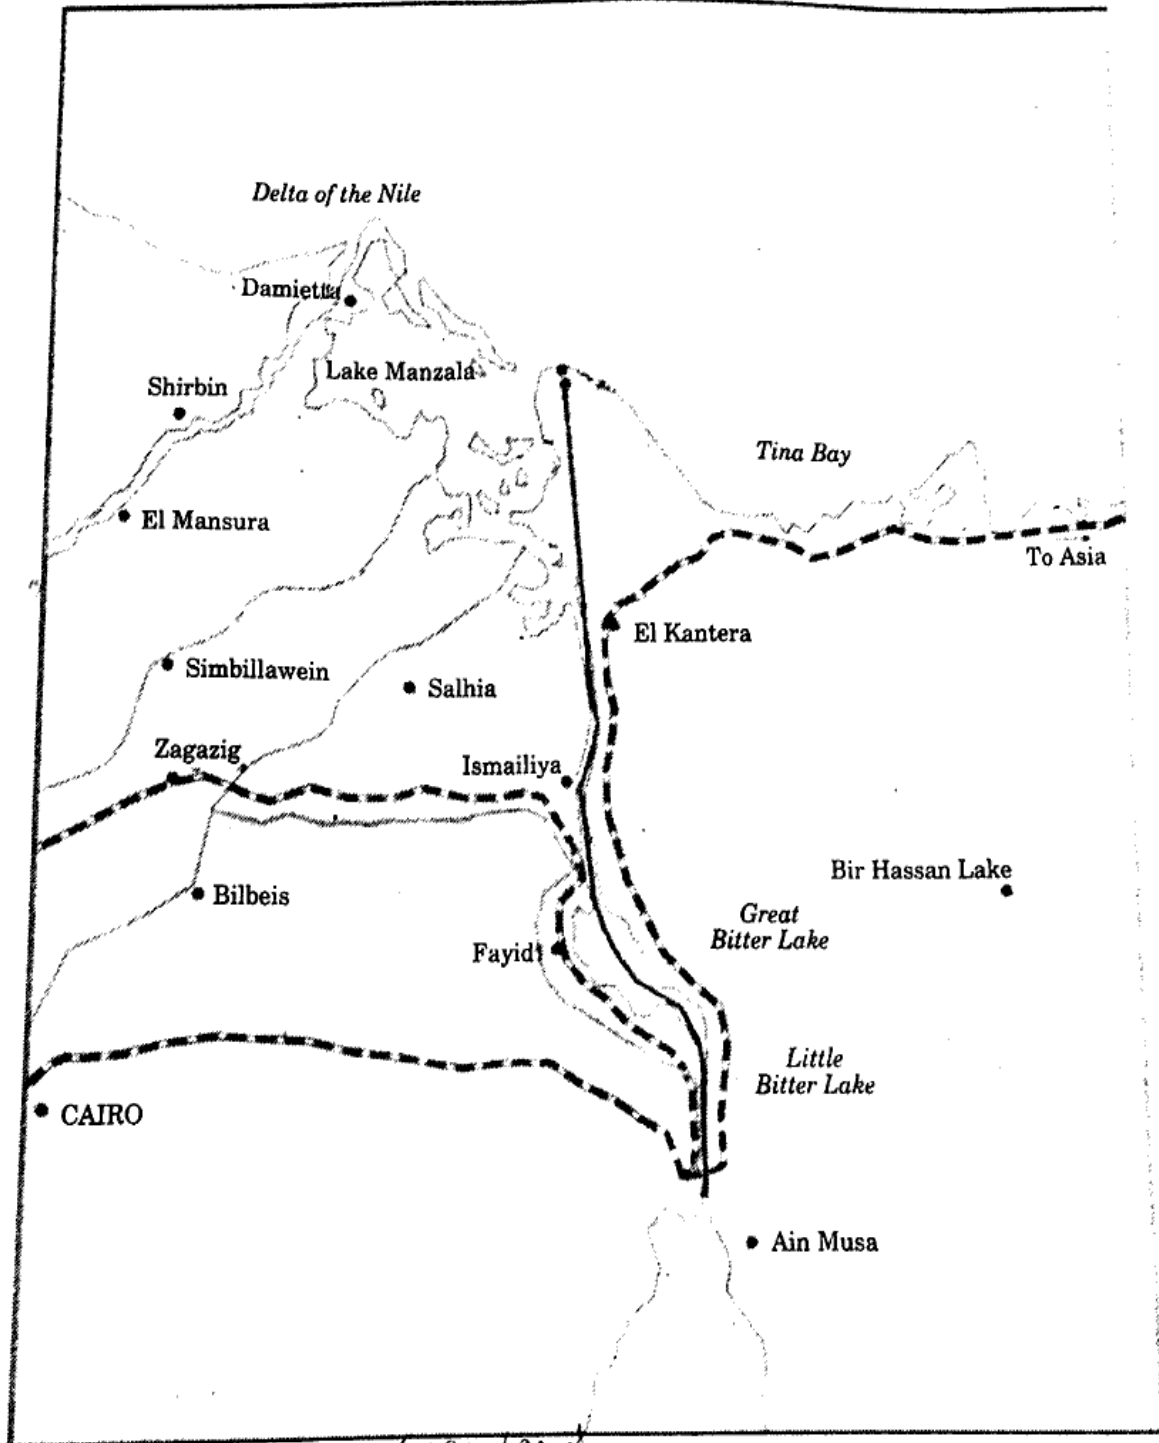 Delta of the Nile
Damietta
Lake Manzala
Shirbin
Tina Bay
El Mansura
To Asia
El Kantera
Simbillawein
Salhia
Zagazig
Ismailiya
Bir Hassan Lake
Bilbeis
Great
Bitter Lake
Fayid
Little
Bitter Lake
CAIRO
Ain Musa